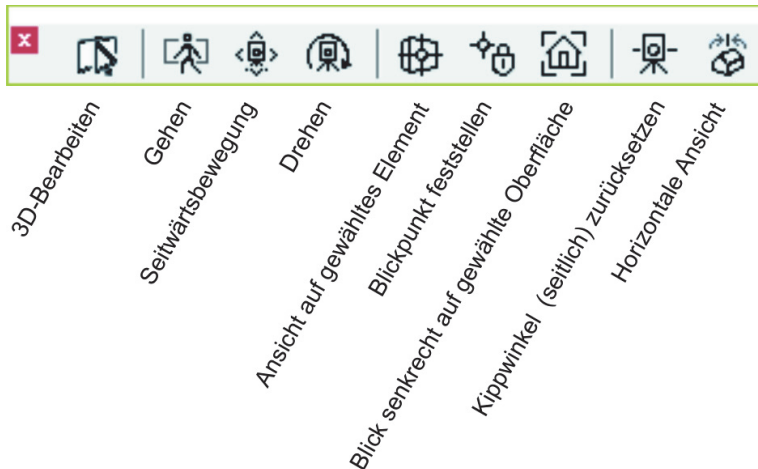 x
3D-Bearbeiten
Gehen
Seitwärtsbewegung
Drehen
Ansicht auf gewähltes Element
Blickpunkt feststellen
Blick senkrecht auf gewählte Oberfläche
Kippwinkel (seitlich) zurücksetzen
Horizontale Ansicht